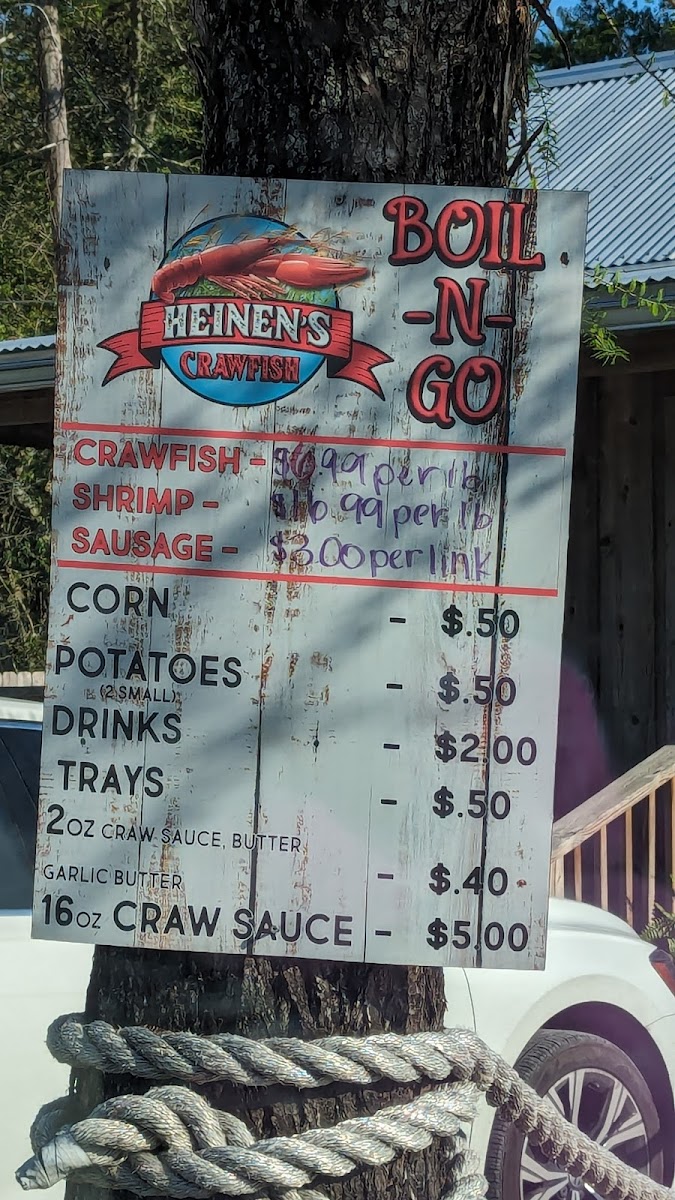 HEINEN'S
CRAWFISH
BOIL
-N-
GO
CRAWFISH - $6.99 per lb
SHRIMP - $16.99 per lb
SAUSAGE - $3.00 per link
CORN - $.50
POTATOES - $.50
(2 SMALL)
DRINKS - $2.00
TRAYS - $.50
2OZ CRAW SAUCE, BUTTER
GARLIC BUTTER - $.40
16OZ CRAW SAUCE - $5.00